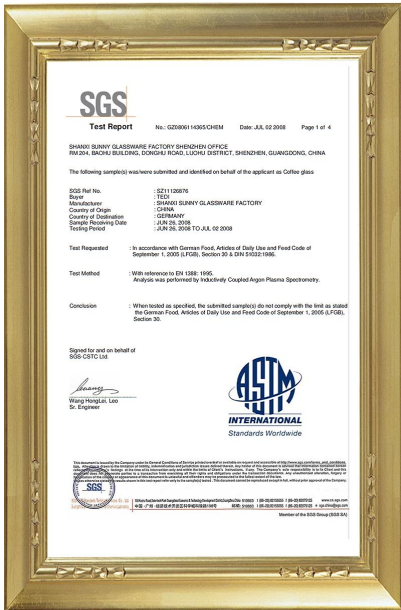 SGS
Test Report No.: GZ0806114365/CHEM Date: JUL 02 2008 Page 1 of 4
SHANXI SUNNY GLASSWARE FACTORY SHENZHEN OFFICE
RM 204, BAOHU BUILDING, DONGHU ROAD, LUOHU DISTRICT, SHENZHEN, GUANGDONG, CHINA
The following sample(s) was/were submitted and identified on behalf of the applicant as Coffee glass
SGS Ref No. : SZ11126876
Buyer : TEDI
Manufacturer : SHANXI SUNNY GLASSWARE FACTORY
Country of Origin : CHINA
Country of Destination : GERMANY
Sample Receiving Date : JUN 26, 2008
Testing Period : JUN 26, 2008 TO JUL 02 2008
Test Requested : In accordance with German Food, Articles of Daily Use and Feed Code of
September 1, 2005 (LFGB), Section 30 & DIN 51032:1986.
Test Method : With reference to EN 1388: 1995.
Analysis was performed by Inductively Coupled Argon Plasma Spectrometry.
Conclusion : When tested as specified, the submitted sample(s) do not comply with the limit as stated
the German Food, Articles of Daily Use and Feed Code of September 1, 2005 (LFGB),
Section 30.
Signed for and on behalf of
SGS-CSTC Ltd.
Wang HongLei, Leo
Sr. Engineer
ASTM
INTERNATIONAL
Standards Worldwide
SGS
Member of the SGS Group (SGS SA)